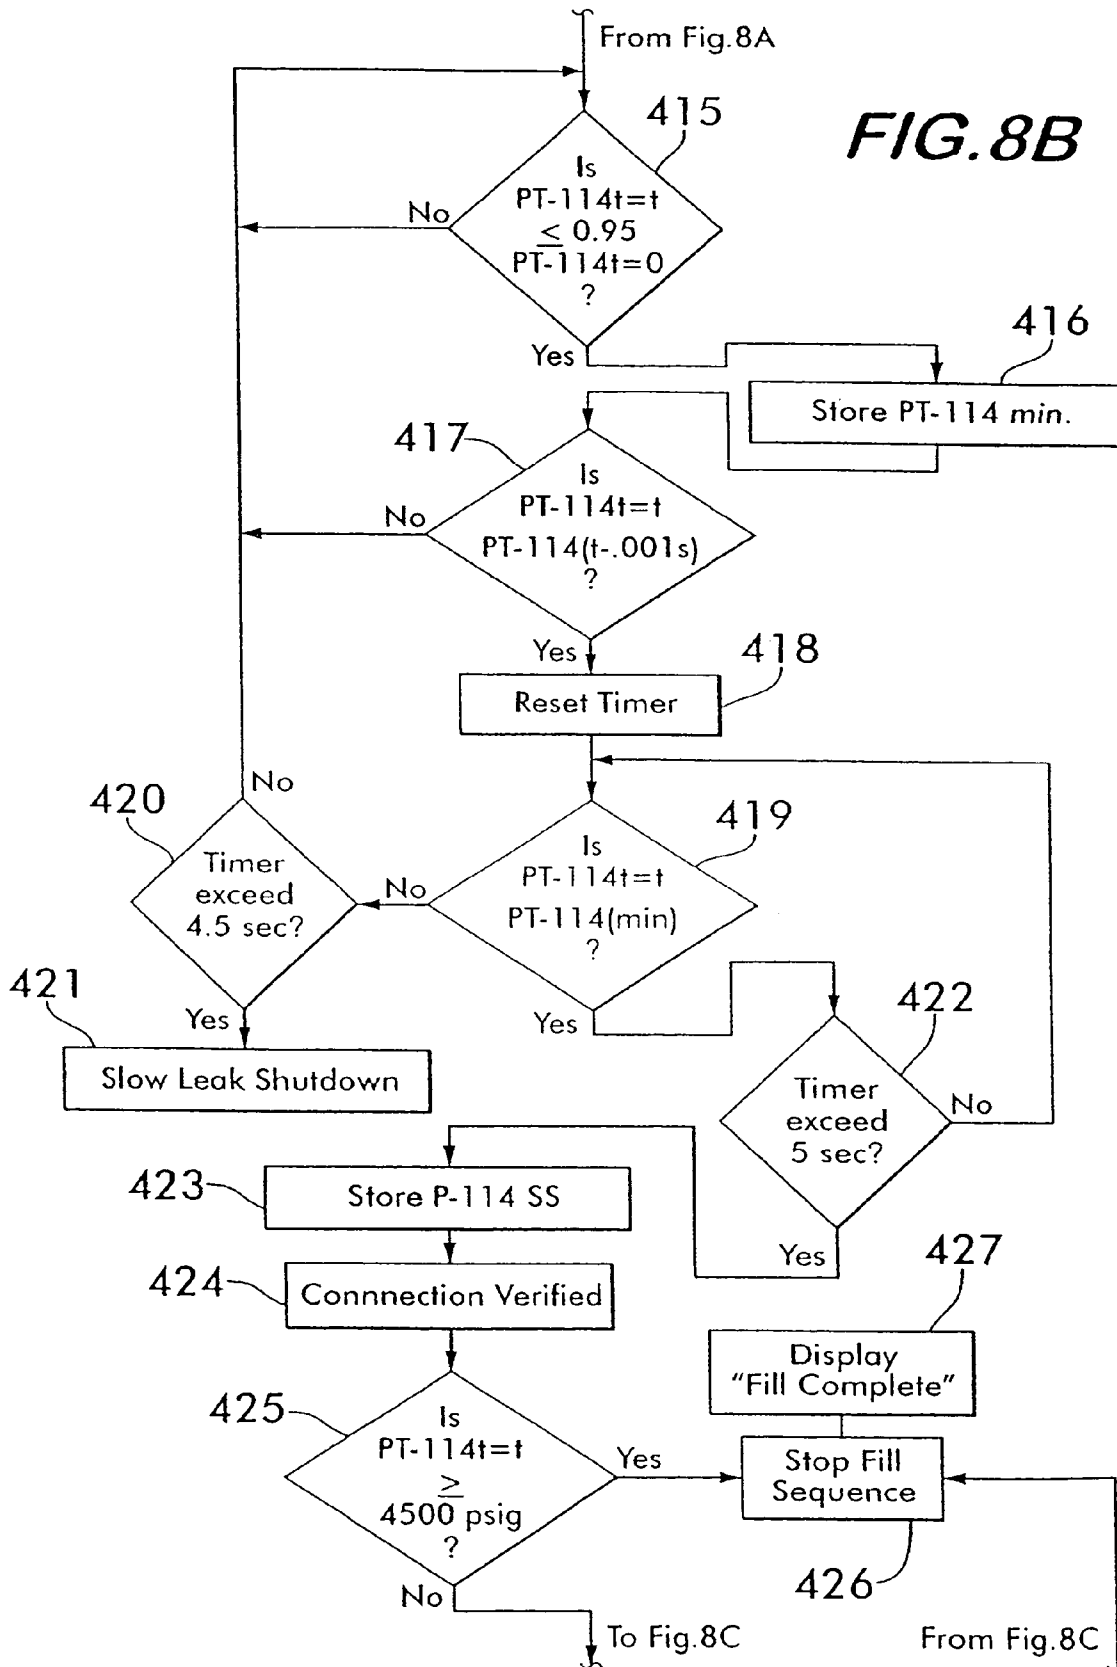 From Fig.8A
FIG.8B
415
Is
PT-114t=t
≤ 0.95
PT-114t=0
?
No
Yes
416
Store PT-114 min.
417
Is
PT-114t=t
PT-114(t-.001s)
?
No
Yes
418
Reset Timer
419
Is
PT-114t=t
PT-114(min)
?
No
Yes
420
Timer
exceed
4.5 sec?
No
Yes
421
Slow Leak Shutdown
422
Timer
exceed
5 sec?
No
Yes
423
Store P-114 SS
424
Connnection Verified
425
Is
PT-114t=t
≥
4500 psig
?
Yes
No
427
Display
"Fill Complete"
Stop Fill
Sequence
426
To Fig.8C
From Fig.8C